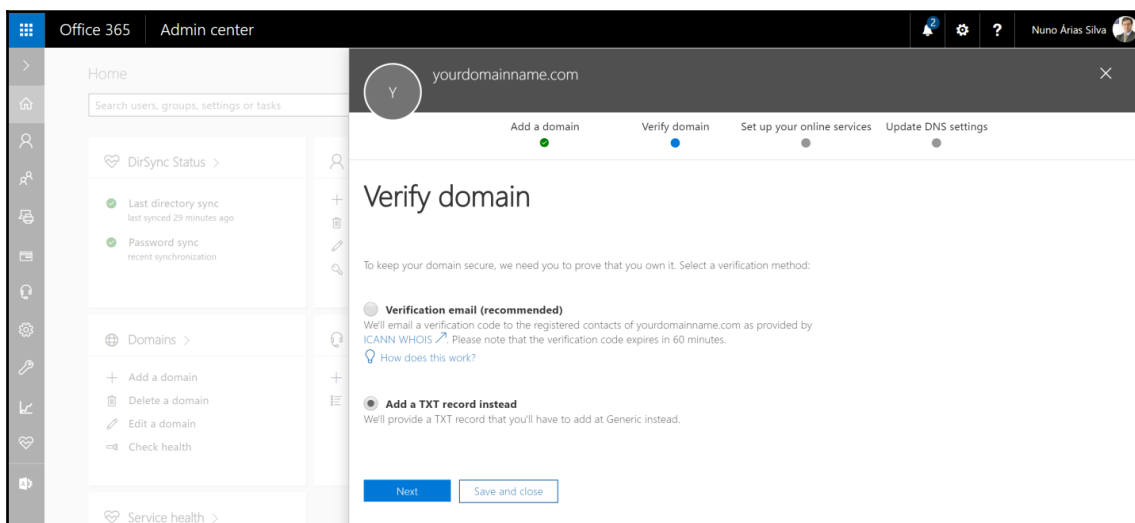 Office 365
Admin center
2
?
Nuno Árias Silva
Home
Search users, groups, settings or tasks
DirSync Status >
Last directory sync
last synced 29 minutes ago
Password sync
recent synchronization
Domains >
Add a domain
Delete a domain
Edit a domain
Check health
Service health >
Y
yourdomainname.com
Add a domain
Verify domain
Set up your online services
Update DNS settings
Verify domain
To keep your domain secure, we need you to prove that you own it. Select a verification method:
Verification email (recommended)
We'll email a verification code to the registered contacts of yourdomainname.com as provided by
ICANN WHOIS. Please note that the verification code expires in 60 minutes.
How does this work?
Add a TXT record instead
We'll provide a TXT record that you'll have to add at Generic instead.
Next
Save and close